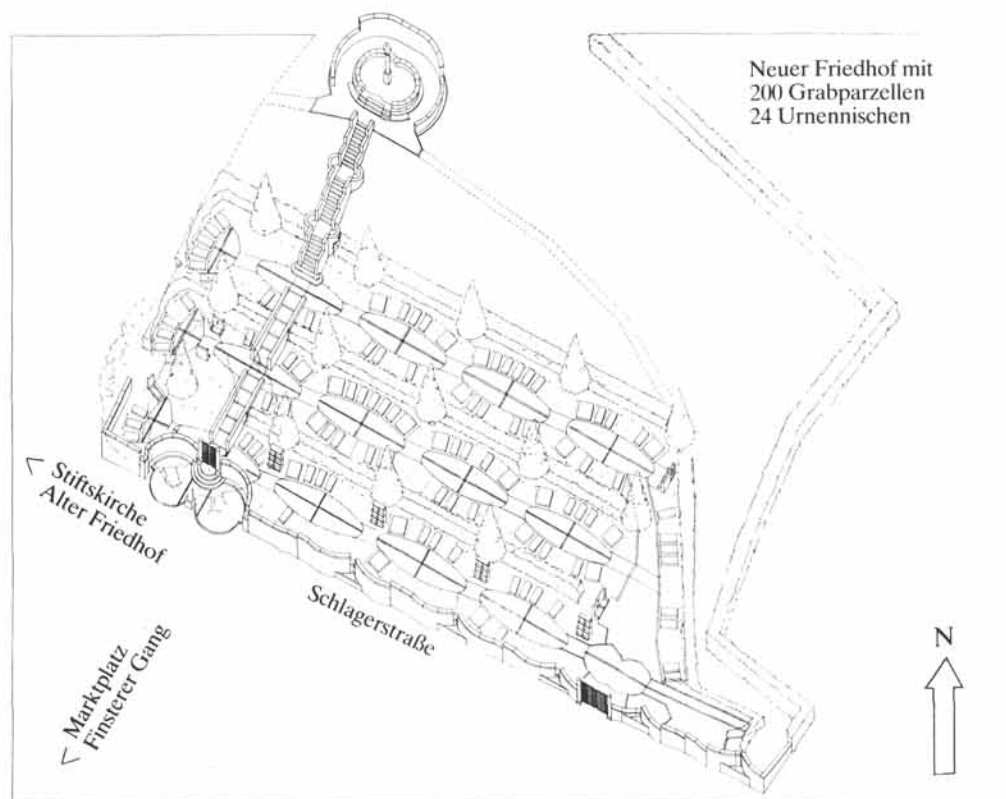 Neuer Friedhof mit
200 Grabparzellen
24 Urnennischen
Stiftskirche
Alter Friedhof
Schlagerstraße
Marktplatz
Finsterer Gang
N